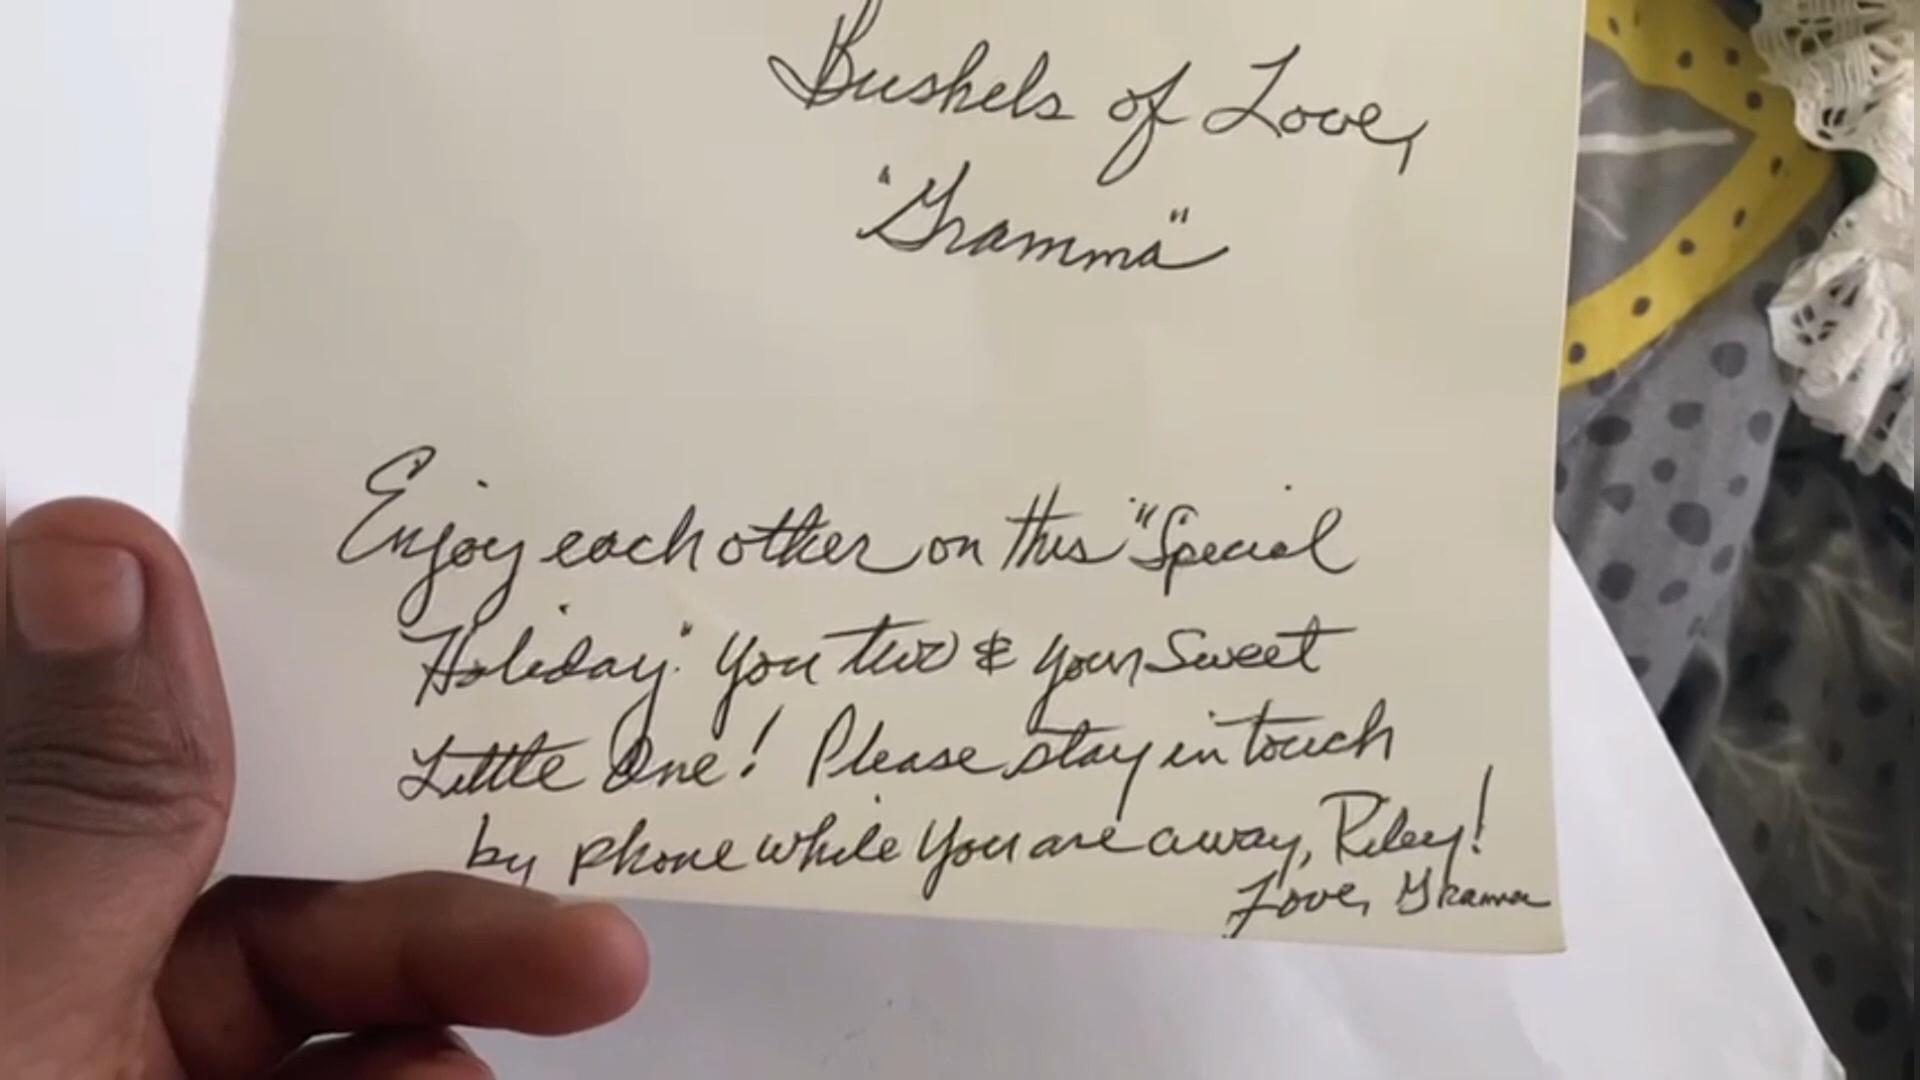 Bushels of Love,
"Gramma"
Enjoy each other on this "Special
Holiday." You two & your Sweet
Little One! Please stay in touch
by phone while you are away, Riley!
Love, Gramma